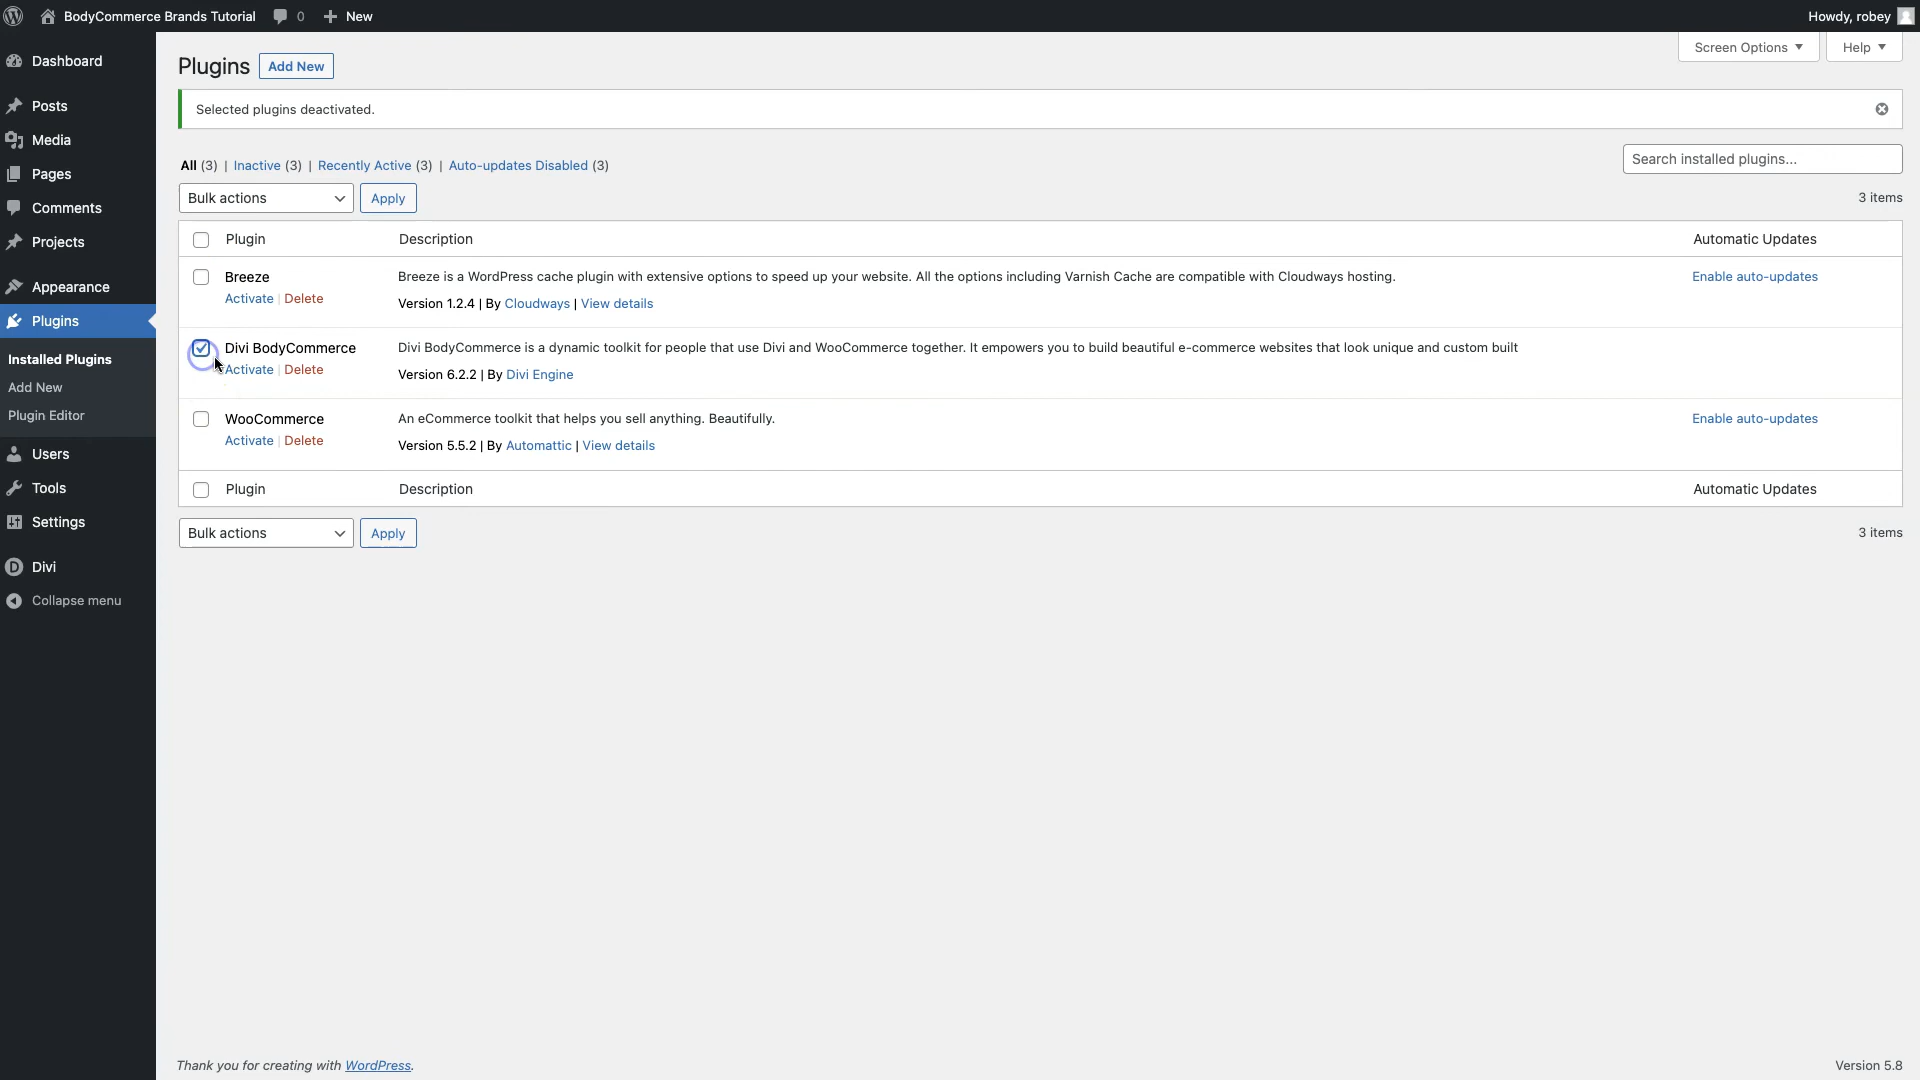 BodyCommerce Brands Tutorial 0 New Howdy, robey
Dashboard
Posts
Media
Pages
Comments
Projects
Appearance
Plugins
Installed Plugins
Add New
Plugin Editor
Users
Tools
Settings
Divi
Collapse menu
Screen Options Help
Plugins Add New
Selected plugins deactivated.
All (3) | Inactive (3) | Recently Active (3) | Auto-updates Disabled (3)
Search installed plugins...
Bulk actions Apply 3 items
Plugin Description Automatic Updates
Breeze Breeze is a WordPress cache plugin with extensive options to speed up your website. All the options including Varnish Cache are compatible with Cloudways hosting. Enable auto-updates
Activate | Delete Version 1.2.4 | By Cloudways | View details
Divi BodyCommerce Divi BodyCommerce is a dynamic toolkit for people that use Divi and WooCommerce together. It empowers you to build beautiful e-commerce websites that look unique and custom built
Activate | Delete Version 6.2.2 | By Divi Engine
WooCommerce An eCommerce toolkit that helps you sell anything. Beautifully. Enable auto-updates
Activate | Delete Version 5.5.2 | By Automattic | View details
Plugin Description Automatic Updates
Bulk actions Apply 3 items
Thank you for creating with WordPress. Version 5.8